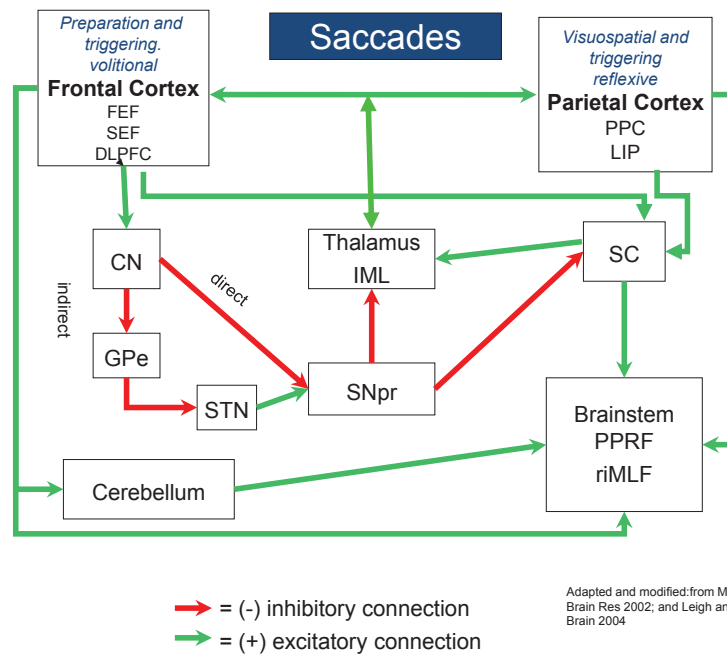 Saccades
Preparation and
triggering.
volitional
Frontal Cortex
FEF
SEF
DLPFC
Visuospatial and
triggering
reflexive
Parietal Cortex
PPC
LIP
CN
direct
indirect
Thalamus
IML
SC
GPe
STN
SNpr
Brainstem
PPRF
riMLF
Cerebellum
= (-) inhibitory connection
= (+) excitatory connection
Adapted and modified:from M
Brain Res 2002; and Leigh an
Brain 2004